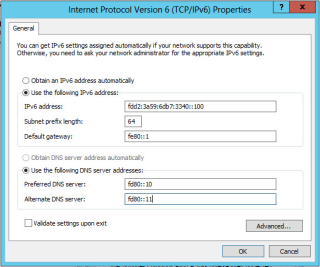 Internet Protocol Version 6 (TCP/IPv6) Properties
?
X
General
You can get IPv6 settings assigned automatically if your network supports this capability.
Otherwise, you need to ask your network administrator for the appropriate IPv6 settings.
Obtain an IPv6 address automatically
Use the following IPv6 address:
IPv6 address:
fdd2:3a59:6db7:3340::100
Subnet prefix length:
64
Default gateway:
fe80::1
Obtain DNS server address automatically
Use the following DNS server addresses:
Preferred DNS server:
fd80::10
Alternate DNS server:
fd80::11
Validate settings upon exit
Advanced...
OK
Cancel